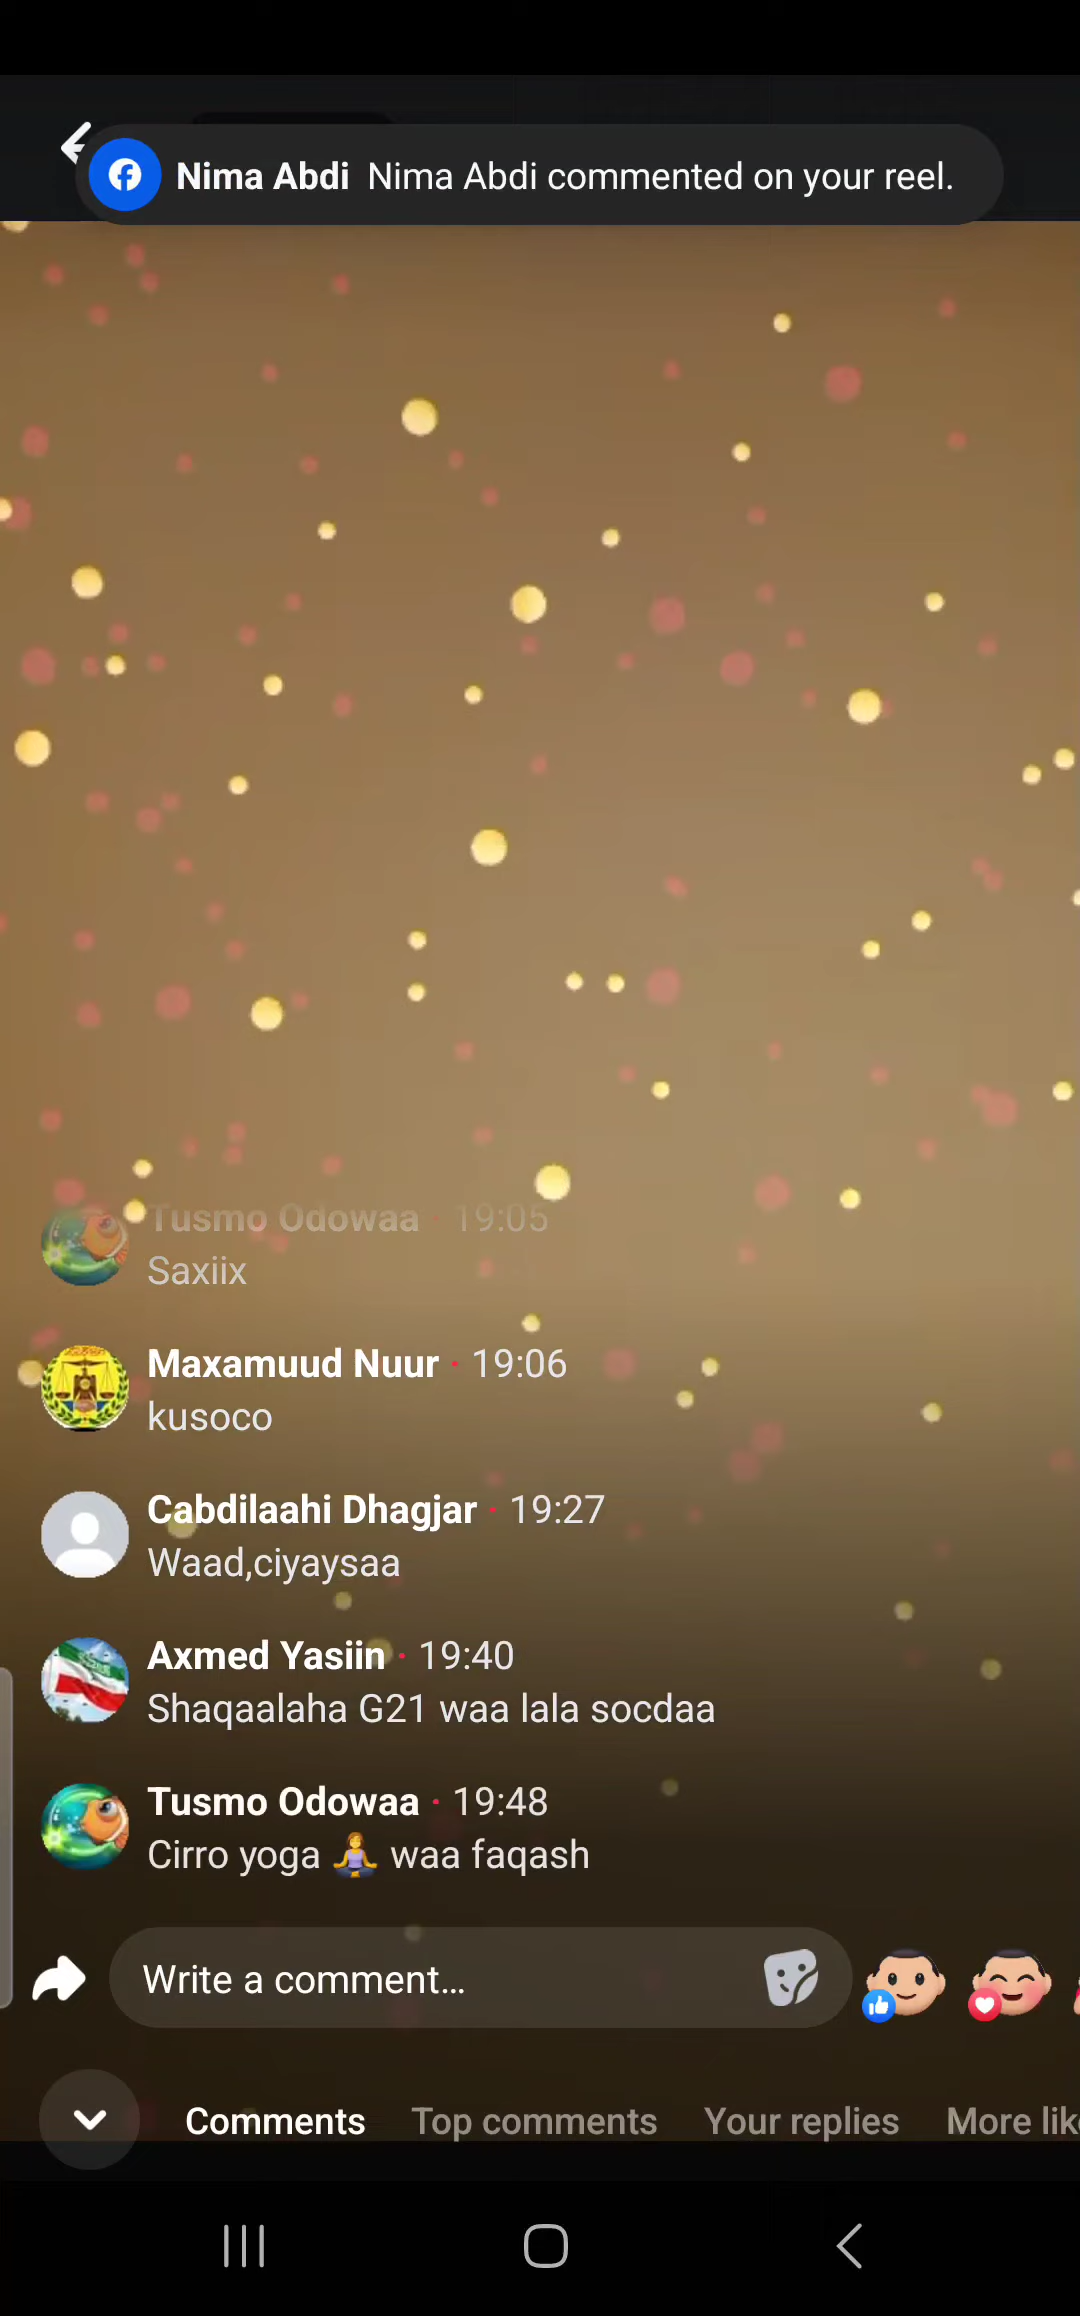 Nima Abdi Nima Abdi commented on your reel.
Tusmo Odowaa · 19:05
Saxiix
Maxamuud Nuur · 19:06
kusoco
Cabdilaahi Dhagjar · 19:27
Waad,ciyaysaa
Axmed Yasiin · 19:40
Shaqaalaha G21 waa lala socdaa
Tusmo Odowaa · 19:48
Cirro yoga 🧘‍♀️ waa faqash
Write a comment...
Comments Top comments Your replies More lik